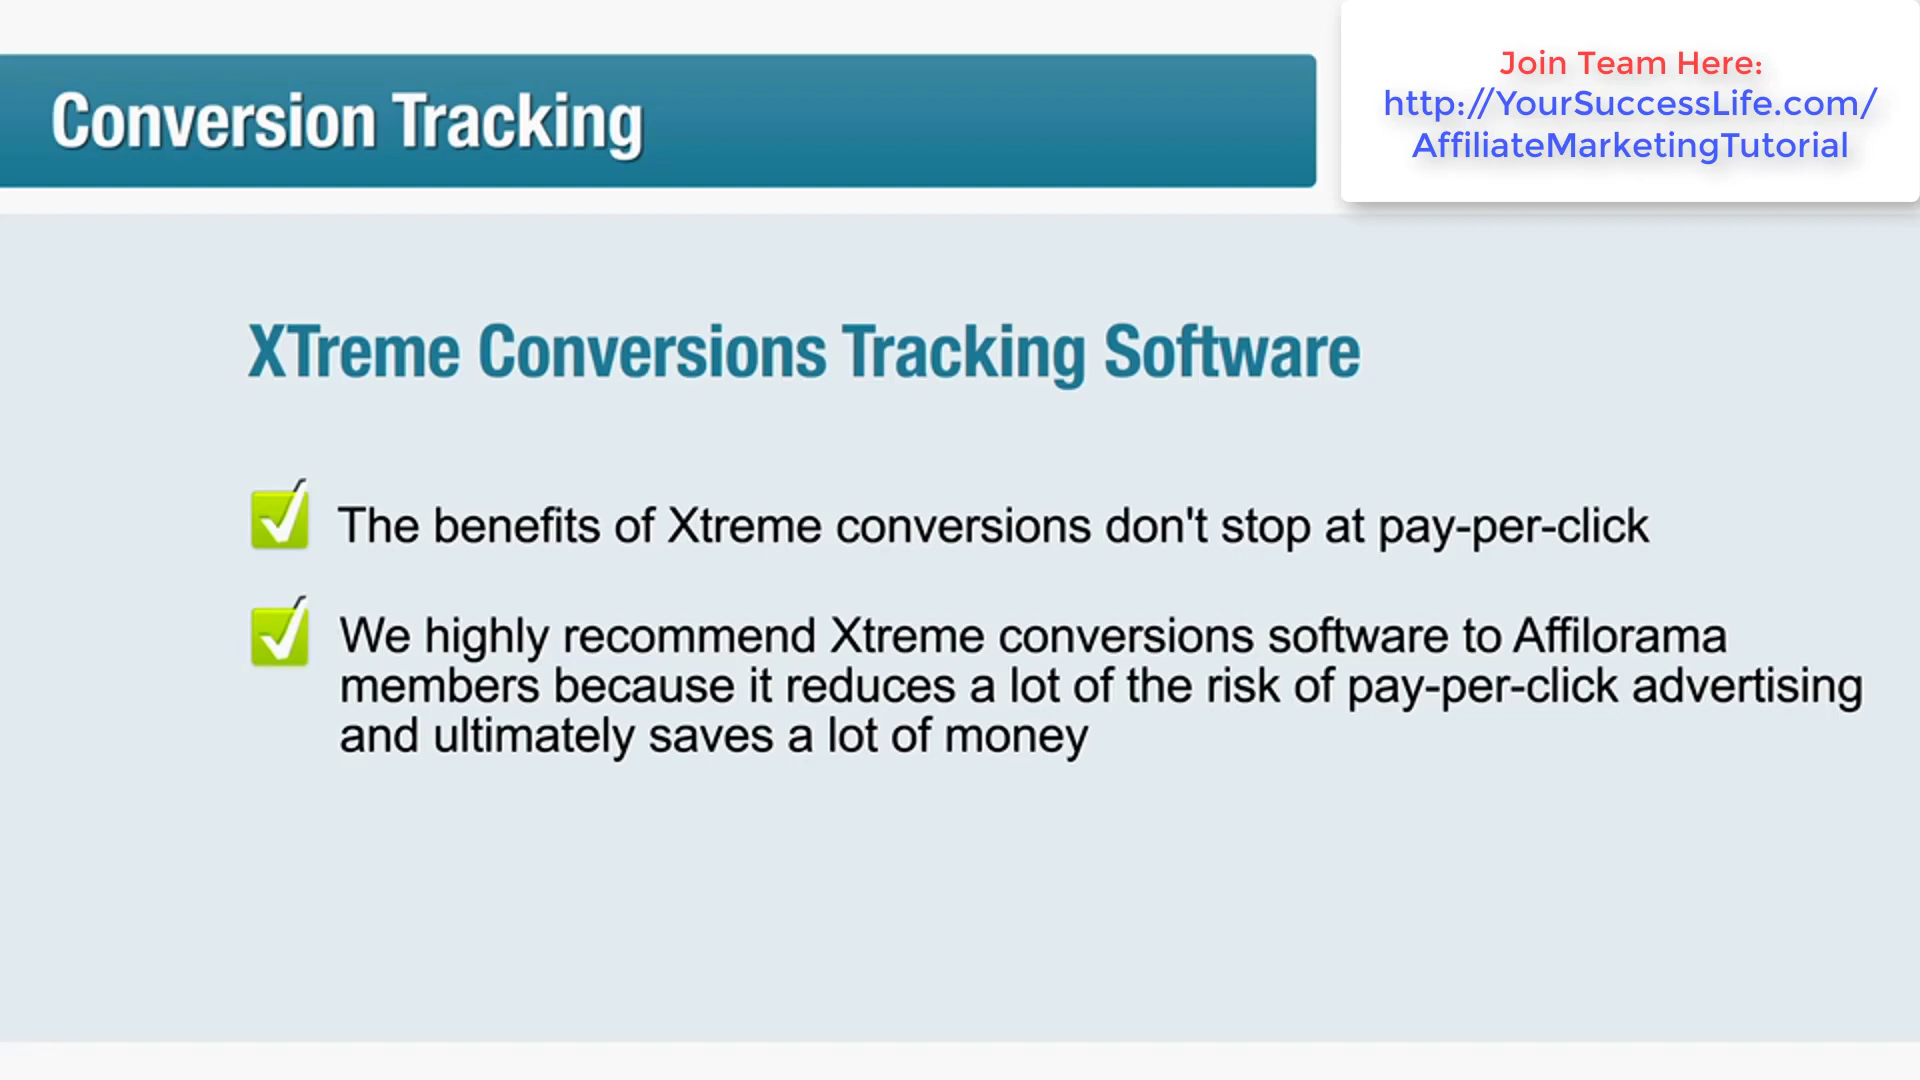 Conversion Tracking
Join Team Here:
http://YourSuccessLife.com/
AffiliateMarketingTutorial
XTreme Conversions Tracking Software
The benefits of Xtreme conversions don't stop at pay-per-click
We highly recommend Xtreme conversions software to Affilorama
members because it reduces a lot of the risk of pay-per-click advertising
and ultimately saves a lot of money